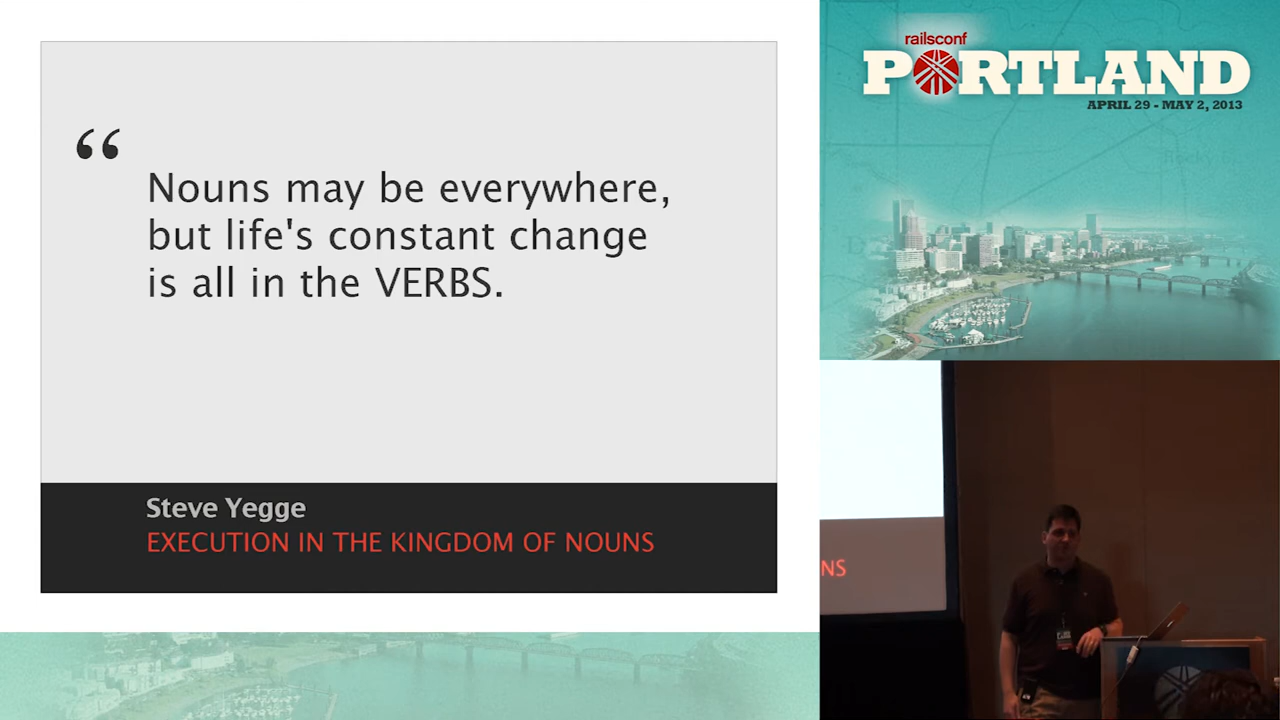 “
Nouns may be everywhere,
but life's constant change
is all in the VERBS.
Steve Yegge
EXECUTION IN THE KINGDOM OF NOUNS
railsconf
PORTLAND
APRIL 29 - MAY 2, 2013
NS